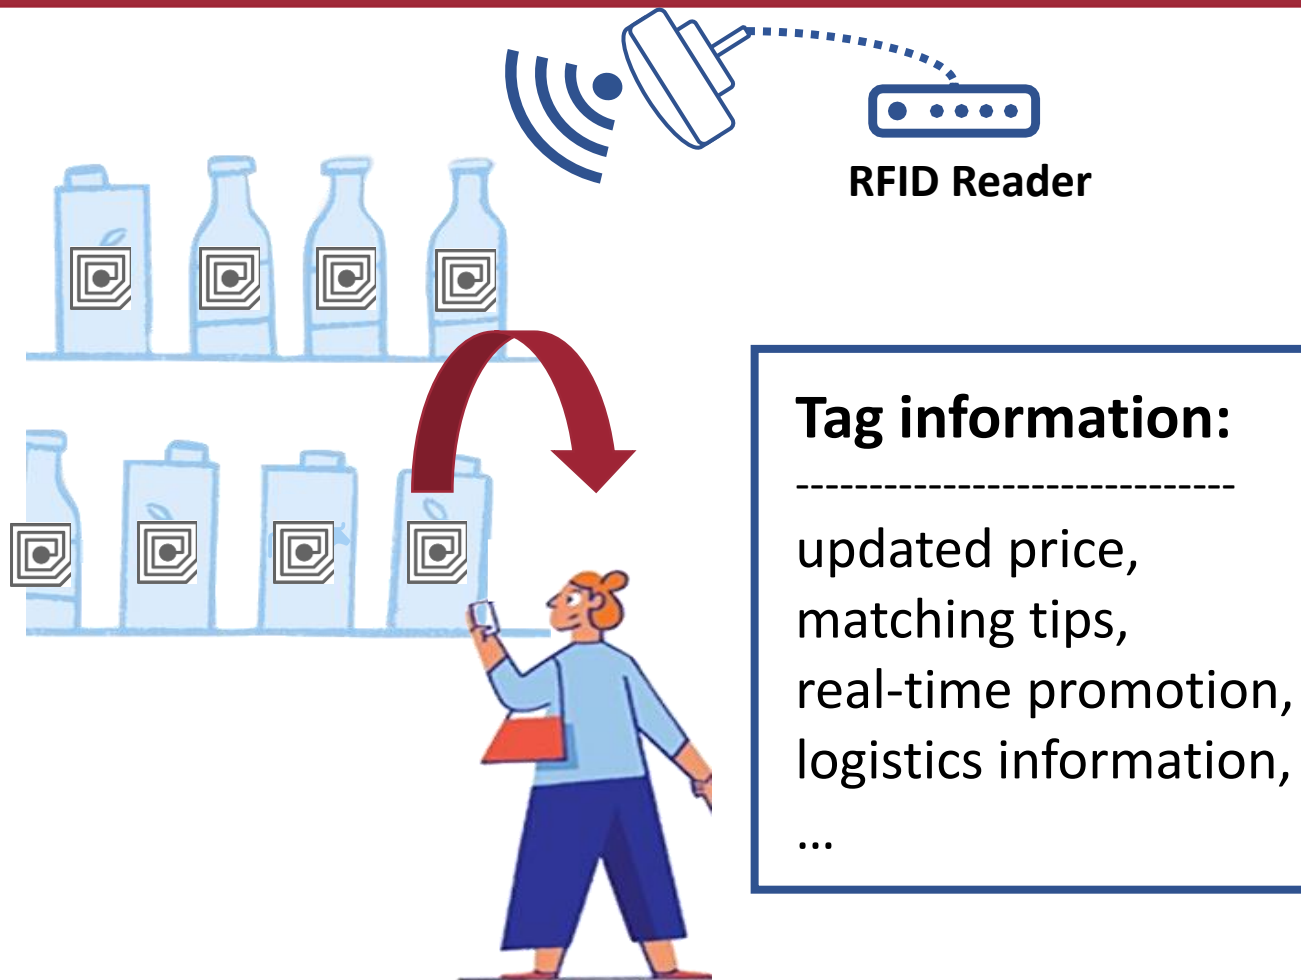 RFID Reader
Tag information:
------------------------------
updated price,
matching tips,
real-time promotion,
logistics information,
...